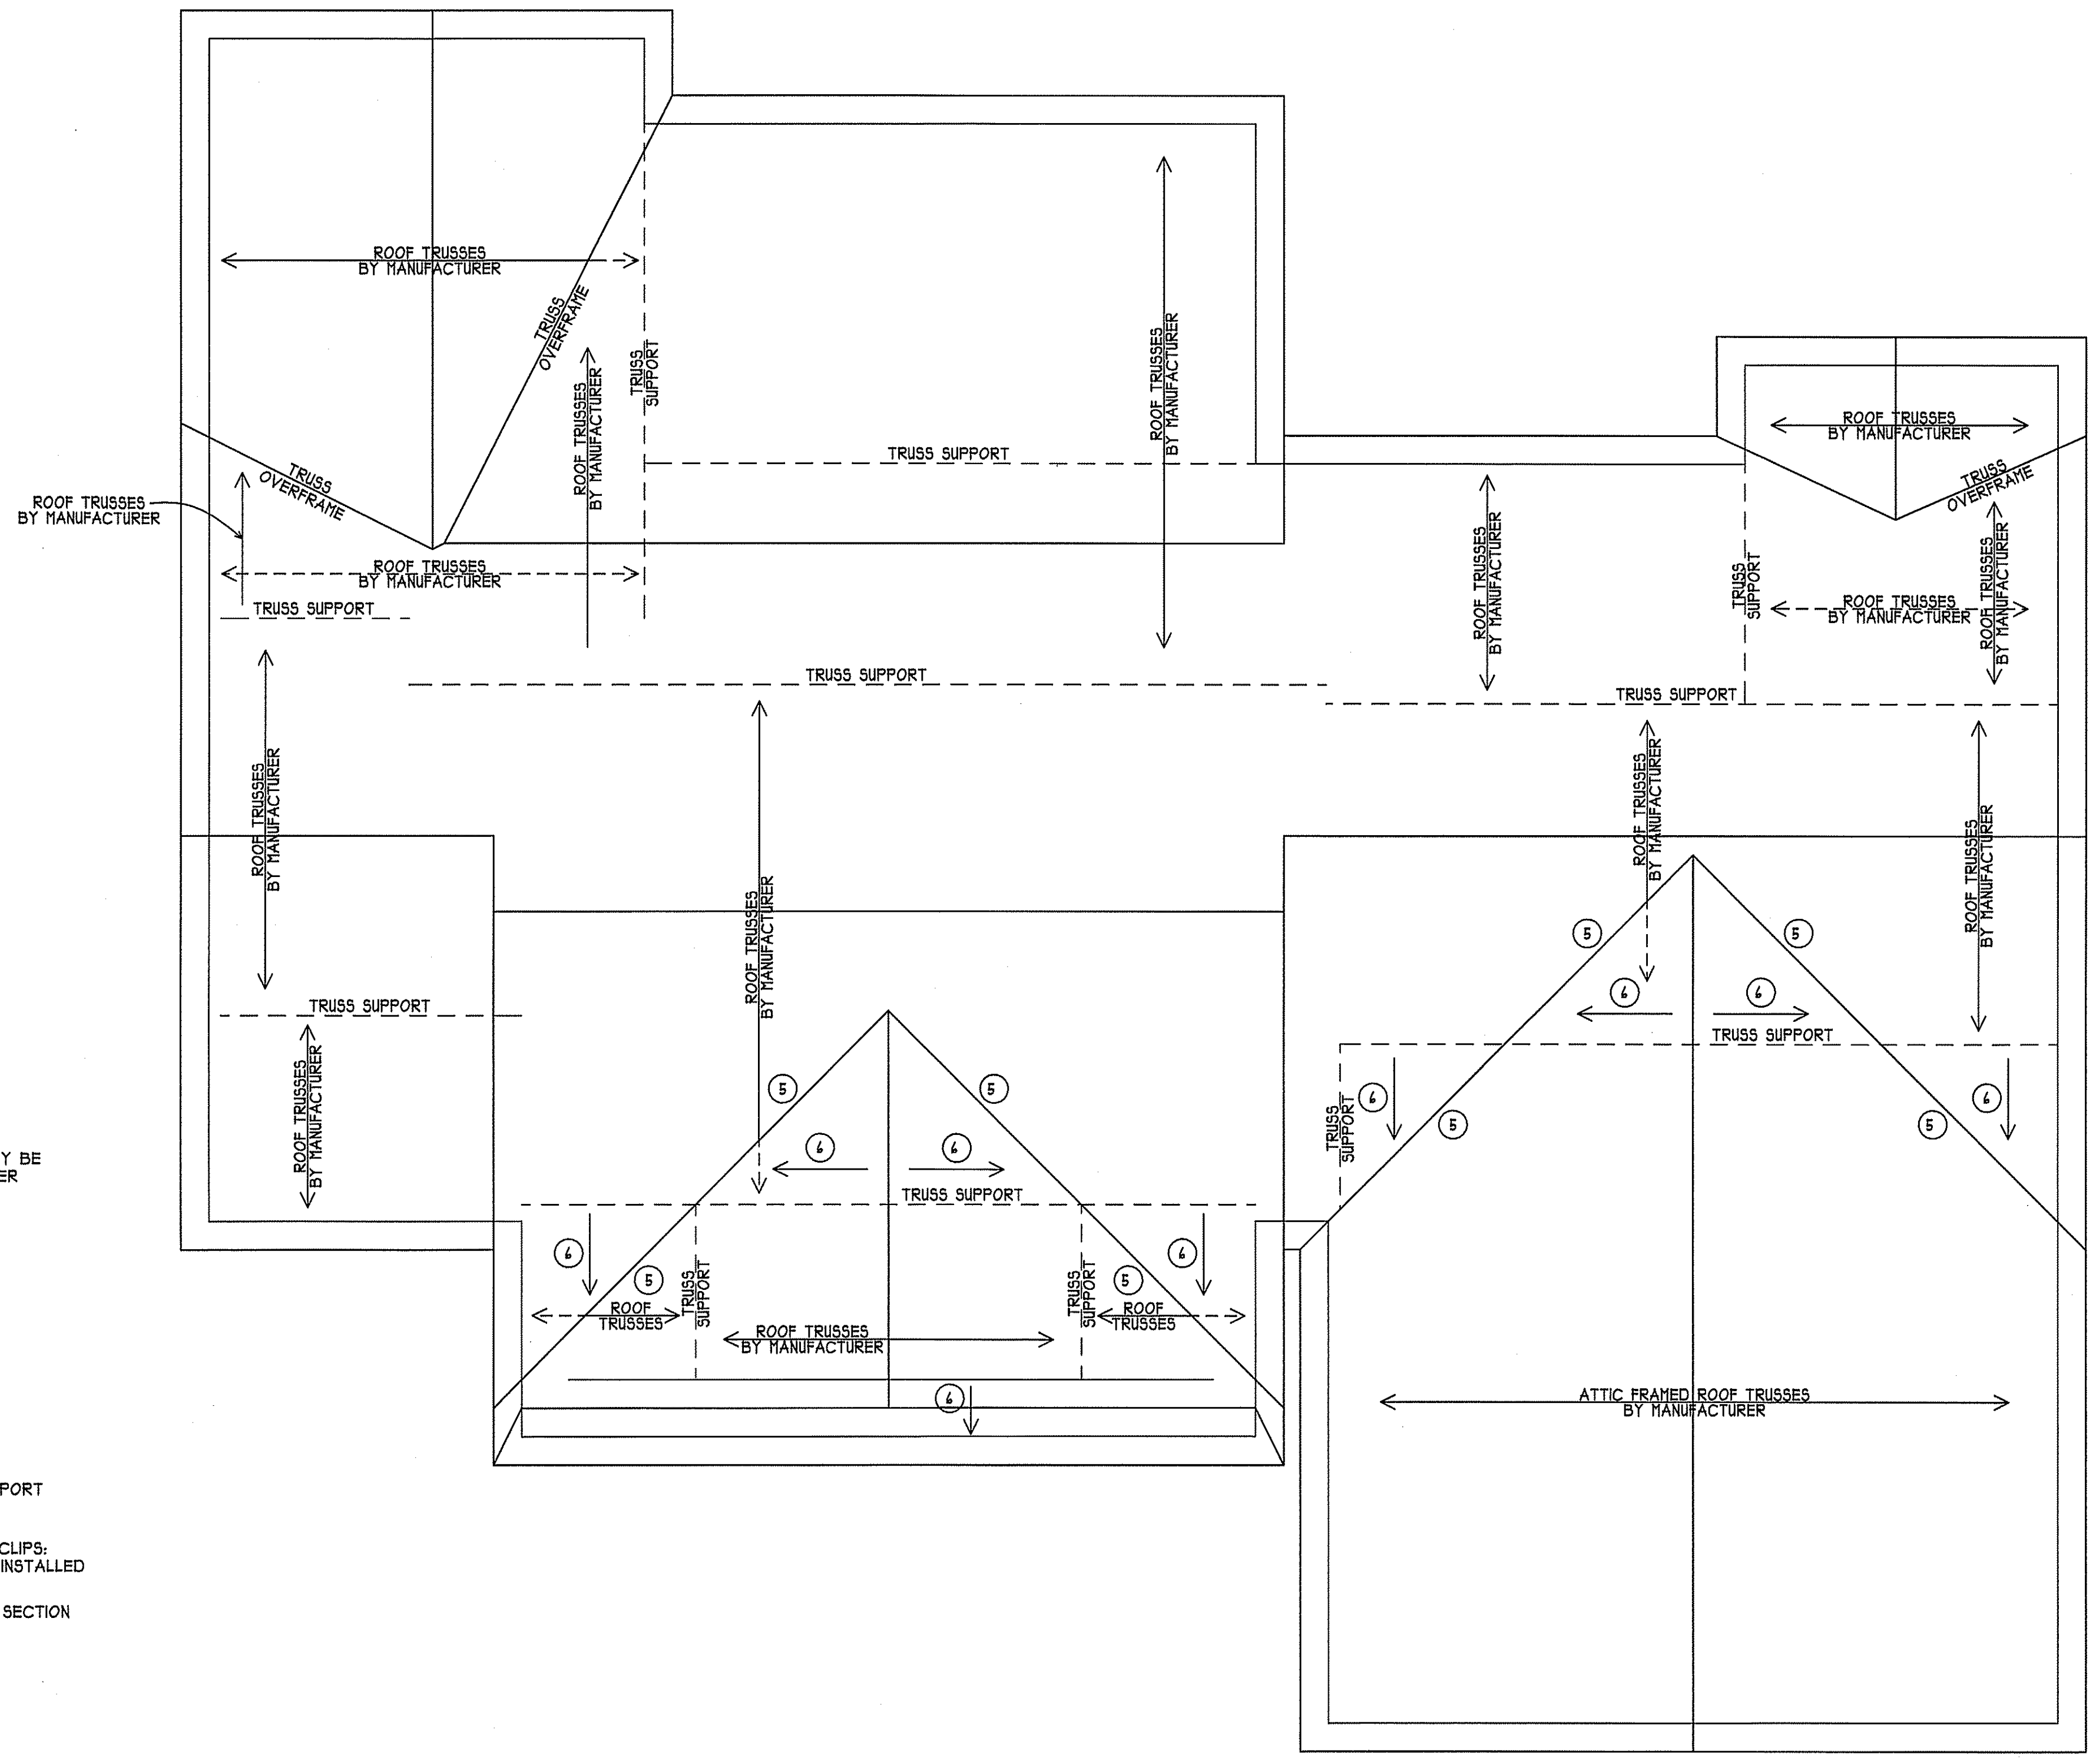 ROOF TRUSSES
BY MANUFACTURER
TRUSS
OVERFRAME
TRUSS
SUPPORT
ROOF TRUSSES
BY MANUFACTURER
ROOF TRUSSES
BY MANUFACTURER
TRUSS SUPPORT
TRUSS
OVERFRAME
ROOF TRUSSES
BY MANUFACTURER
ROOF TRUSSES
BY MANUFACTURER
TRUSS SUPPORT
ROOF TRUSSES
BY MANUFACTURER
TRUSS
OVERFRAME
ROOF TRUSSES
BY MANUFACTURER
TRUSS
SUPPORT
ROOF TRUSSES
BY MANUFACTURER
ROOF TRUSSES
BY MANUFACTURER
TRUSS SUPPORT
TRUSS SUPPORT
ROOF TRUSSES
BY MANUFACTURER
ROOF TRUSSES
BY MANUFACTURER
ROOF TRUSSES
BY MANUFACTURER
ROOF TRUSSES
BY MANUFACTURER
5
5
6
6
TRUSS SUPPORT
TRUSS SUPPORT
ROOF TRUSSES
BY MANUFACTURER
5
5
6
6
TRUSS SUPPORT
TRUSS
SUPPORT
6
5
5
6
Y BE
ER
6
5
TRUSS
SUPPORT
TRUSS
SUPPORT
5
6
ROOF
TRUSSES
ROOF TRUSSES
BY MANUFACTURER
ROOF
TRUSSES
6
ATTIC FRAMED ROOF TRUSSES
BY MANUFACTURER
PORT
CLIPS:
INSTALLED
SECTION